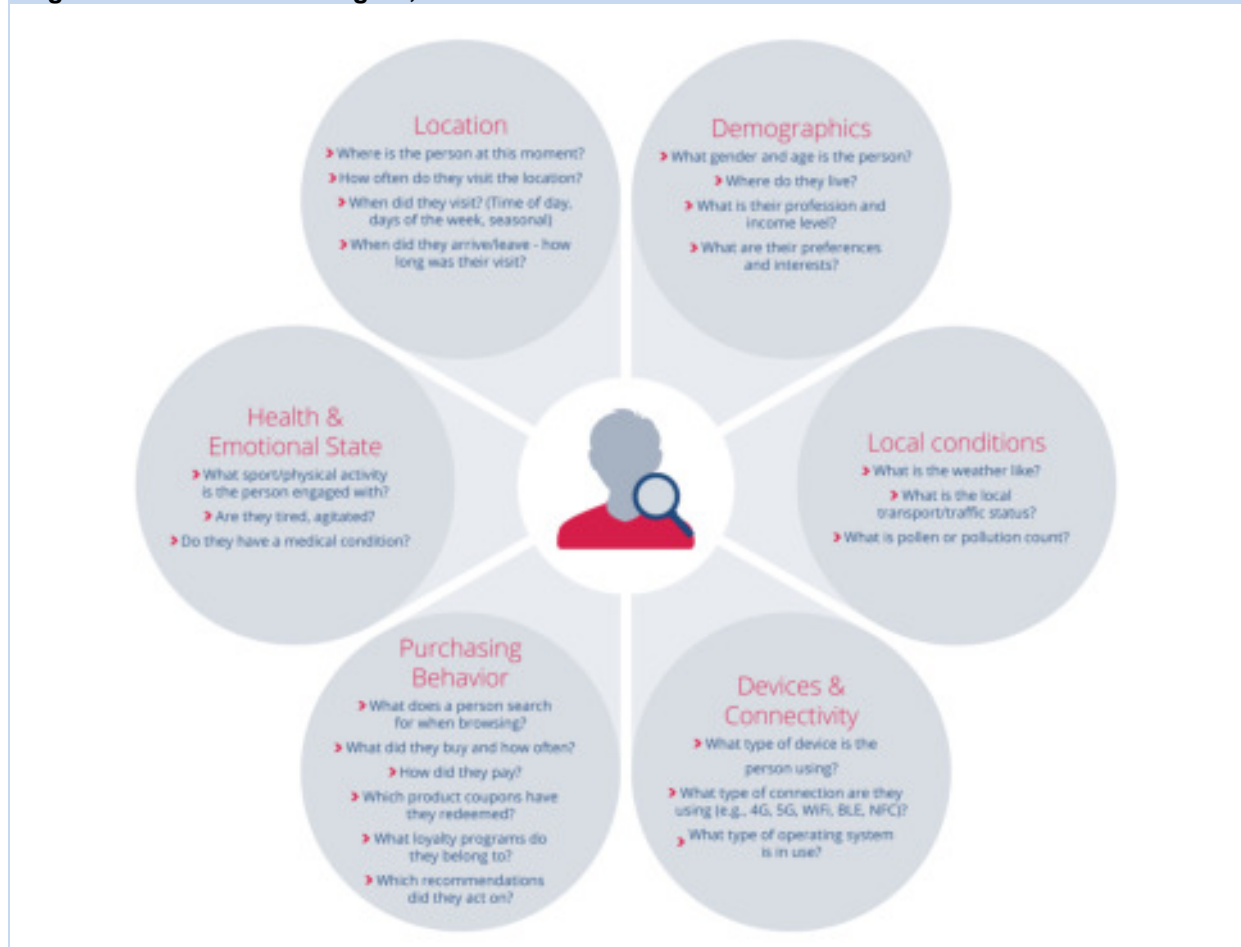 Location
› Where is the person at this moment?
› How often do they visit the location?
› When did they visit? (Time of day,
days of the week, seasonal)
› When did they arrive/leave - how
long was their visit?
Demographics
› What gender and age is the person?
› Where do they live?
› What is their profession and
income level?
› What are their preferences
and interests?
Health &
Emotional State
› What sport/physical activity
is the person engaged with?
› Are they tired, agitated?
› Do they have a medical condition?
Local conditions
› What is the weather like?
› What is the local
transport/traffic status?
› What is pollen or pollution count?
Purchasing
Behavior
› What does a person search
for when browsing?
› What did they buy and how often?
› How did they pay?
› Which product coupons have
they redeemed?
› What loyalty programs do
they belong to?
› Which recommendations
did they act on?
Devices &
Connectivity
› What type of device is the
person using?
› What type of connection are they
using (e.g., 4G, 5G, WiFi, BLE, NFC)?
› What type of operating system
is in use?